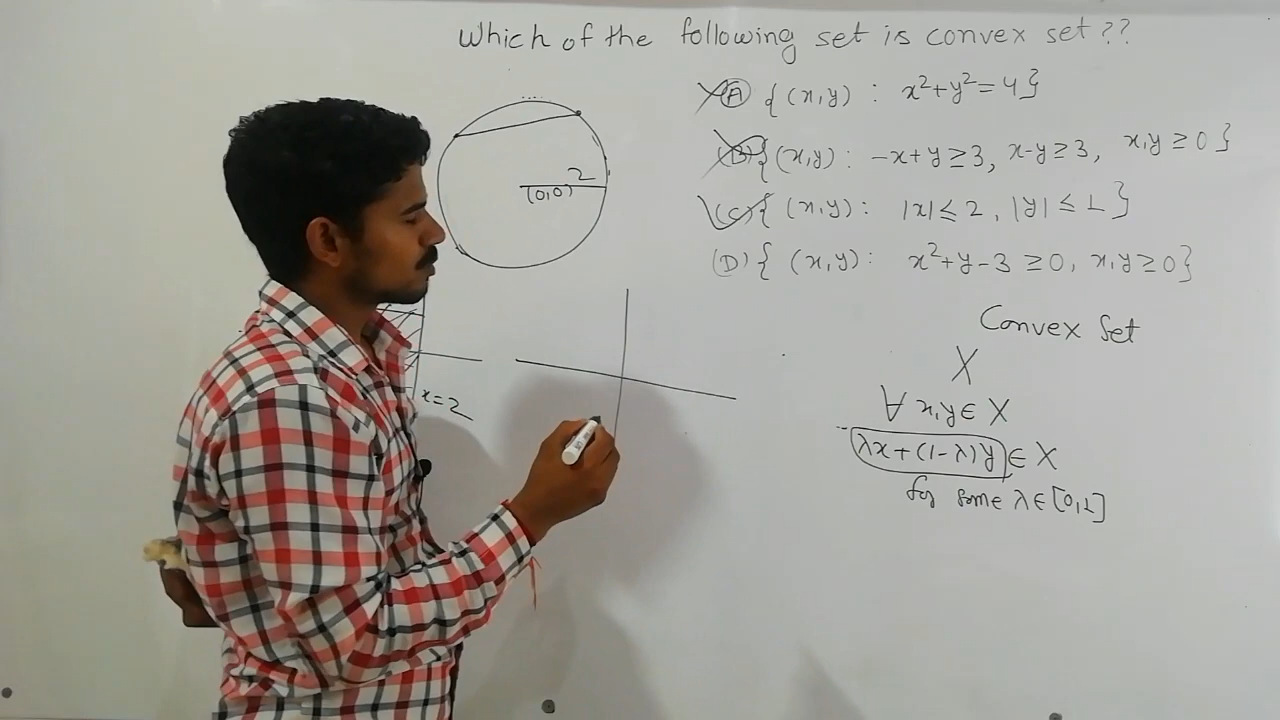 Which of the following set is convex set ??
(A) {(x,y) : x²+y²=4}
(B) {(x,y) : -x+y≥3, x-y≥3, x,y≥0}
(C) {(x,y) : |x|≤2, |y|≤1}
(D) {(x,y) : x²+y-3≥0, x,y≥0}
2
(0,0)
x=2
Convex Set
X
∀ x,y∈X
λx+(1-λ)y∈X
for some λ∈[0,1]